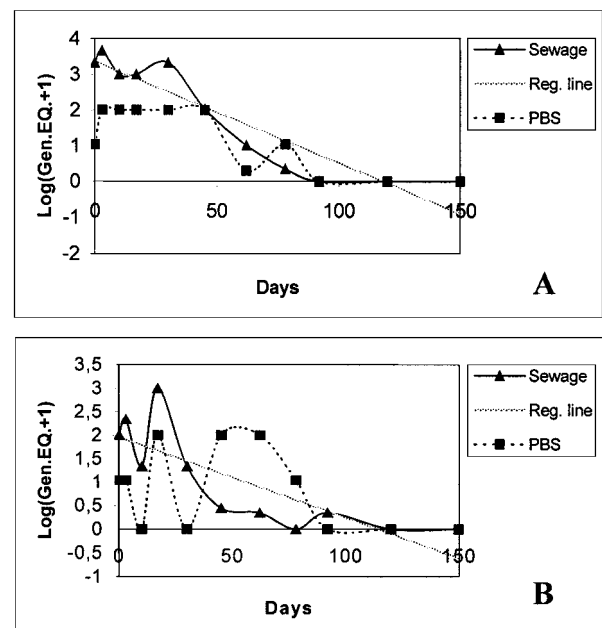 4
3
2
1
0
-1
-2
0
50
100
150
Log(Gen.EQ.+1)
Days
Sewage
Reg. line
PBS
A
3,5
3
2,5
2
1,5
1
0,5
0
-0,5
-1
0
50
100
150
Log(Gen.EQ.+1)
Days
Sewage
Reg. line
PBS
B